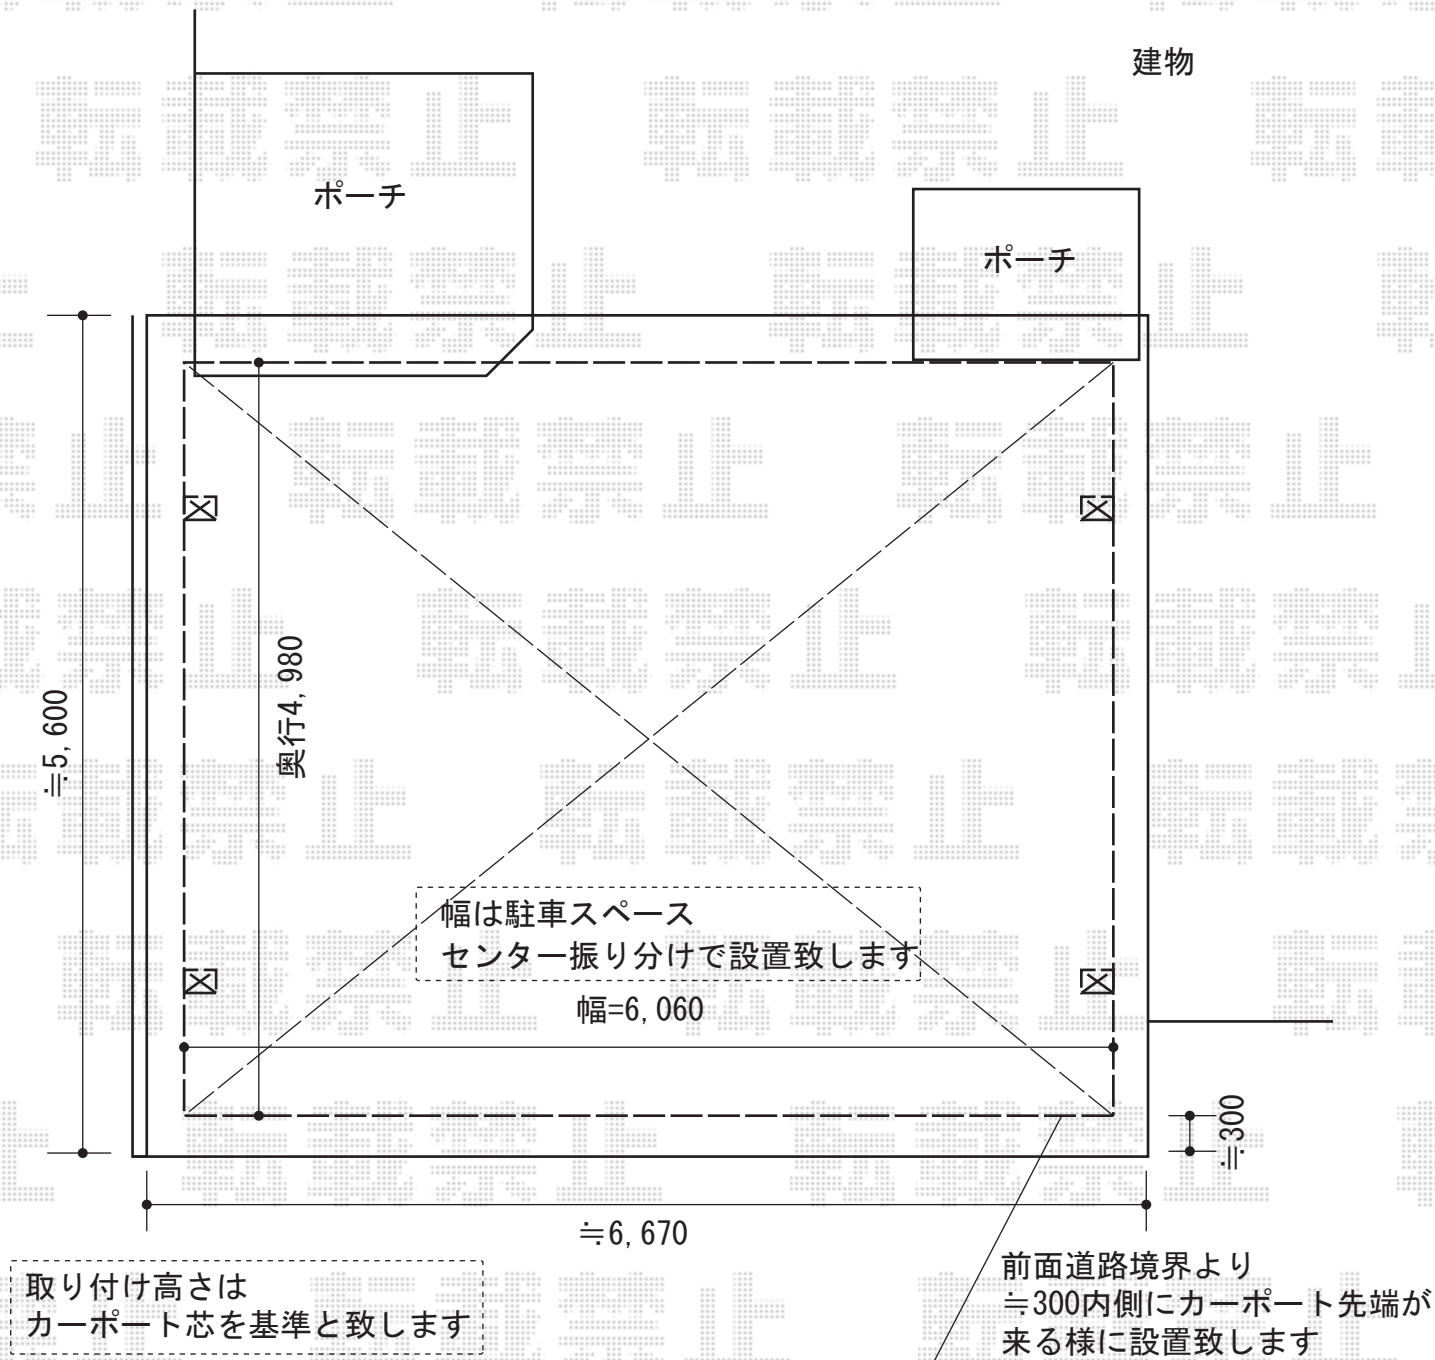 建物
ポーチ
ポーチ
≒5,600
奥行4,980
幅は駐車スペース
センター振り分けで設置致します
幅=6,060
≒300
≒6,670
取り付け高さは
カーポート芯を基準と致します
前面道路境界より
≒300内側にカーポート先端が
来る様に設置致します
転載禁止